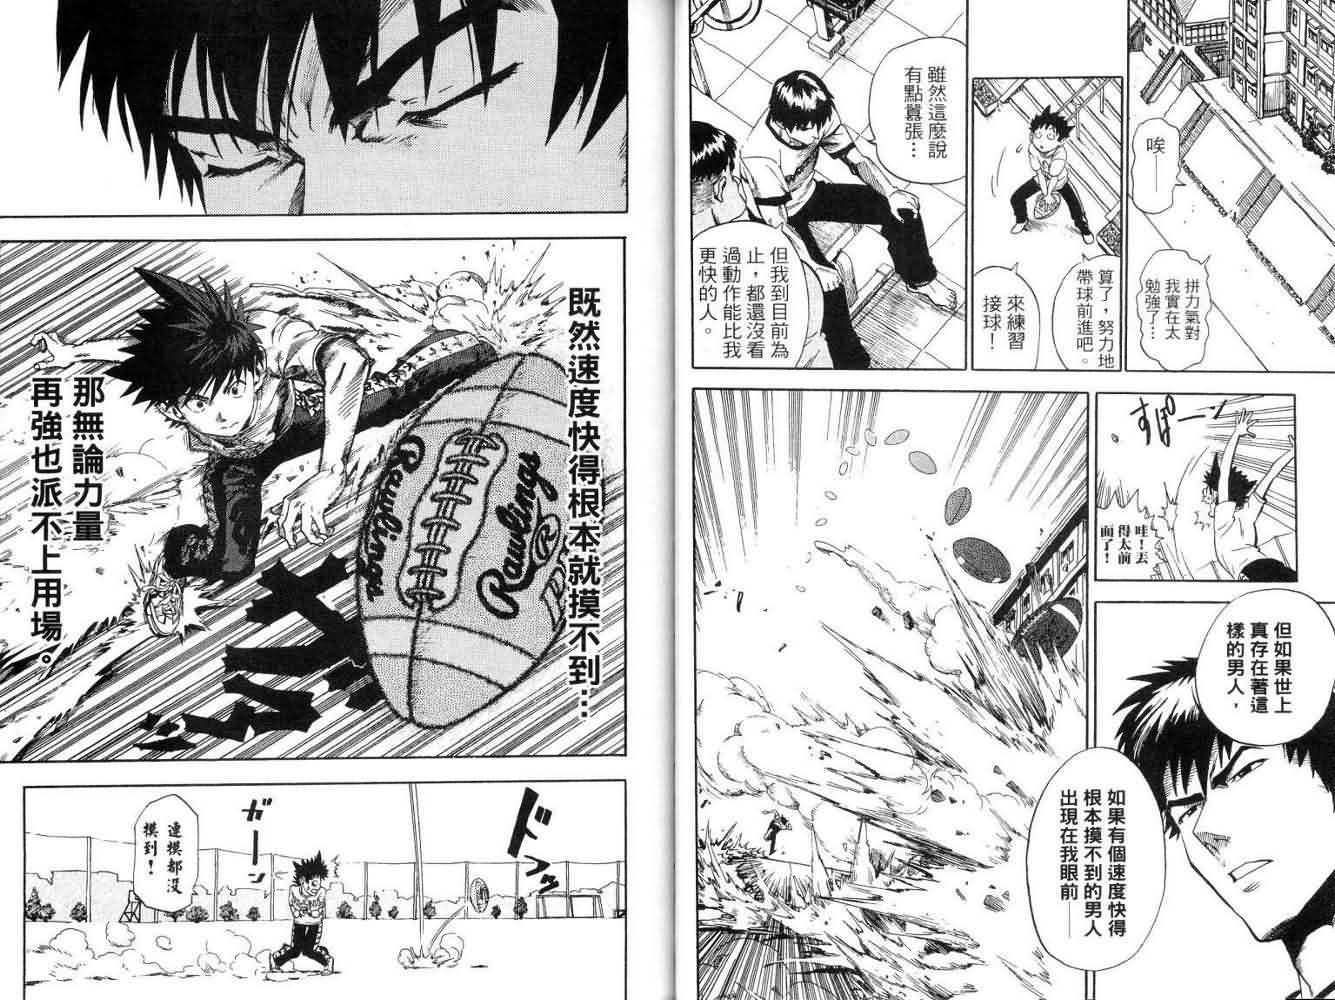 唉
──
拼力氣對
我實在太
勉強了…
算了，努力地
帶球前進吧。
來練習
接球！
雖然這麼說
有點囂張…
但我到目前為
止，都還沒看
過動作能比我
更快的人。
すぽーン
哇！丟
得太前
面了！
但如果世上
真存在著這
樣的男人，
如果有個速度快得
根本摸不到的男人
出現在我眼前──
既然速度快得根本就摸不到…
Rawlings
®
Rawlings
那無論力量
再強也派不上用場。
ドフッ
ガーン
連摸都沒
摸到！